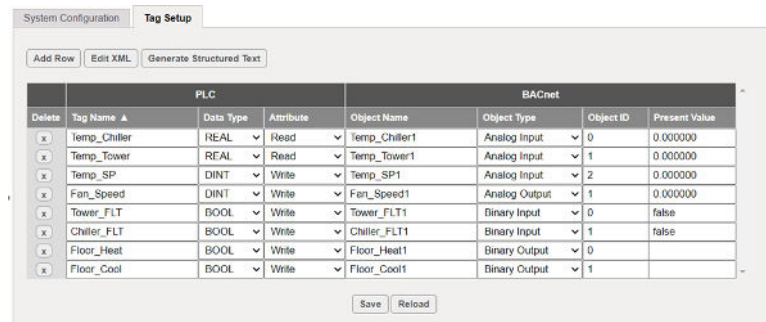 System Configuration Tag Setup
Add Row Edit XML Generate Structured Text
PLC BACnet
Delete Tag Name ▲ Data Type Attribute Object Name Object Type Object ID Present Value
x Temp_Chiller REAL Read Temp_Chiller1 Analog Input 0 0.000000
x Temp_Tower REAL Read Temp_Tower1 Analog Input 1 0.000000
x Temp_SP DINT Write Temp_SP1 Analog Input 2 0.000000
x Fan_Speed DINT Write Fan_Speed1 Analog Output 1 0.000000
x Tower_FLT BOOL Write Tower_FLT1 Binary Input 0 false
x Chiller_FLT BOOL Write Chiller_FLT1 Binary Input 1 false
x Floor_Heat BOOL Write Floor_Heat1 Binary Output 0
x Floor_Cool BOOL Write Floor_Cool1 Binary Output 1
Save Reload